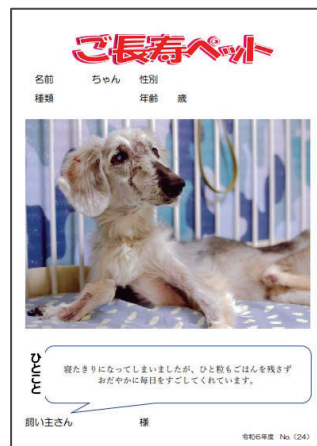 ご長寿ペット
名前　　　ちゃん　性別
種類　　　　　　　年齢　歳
ひとこと
寝たきりになってしまいましたが、ひと粒もごはんを残さず
おだやかに毎日をすごしてくれています。
飼い主さん　　　　様
令和6年度　No.（24）